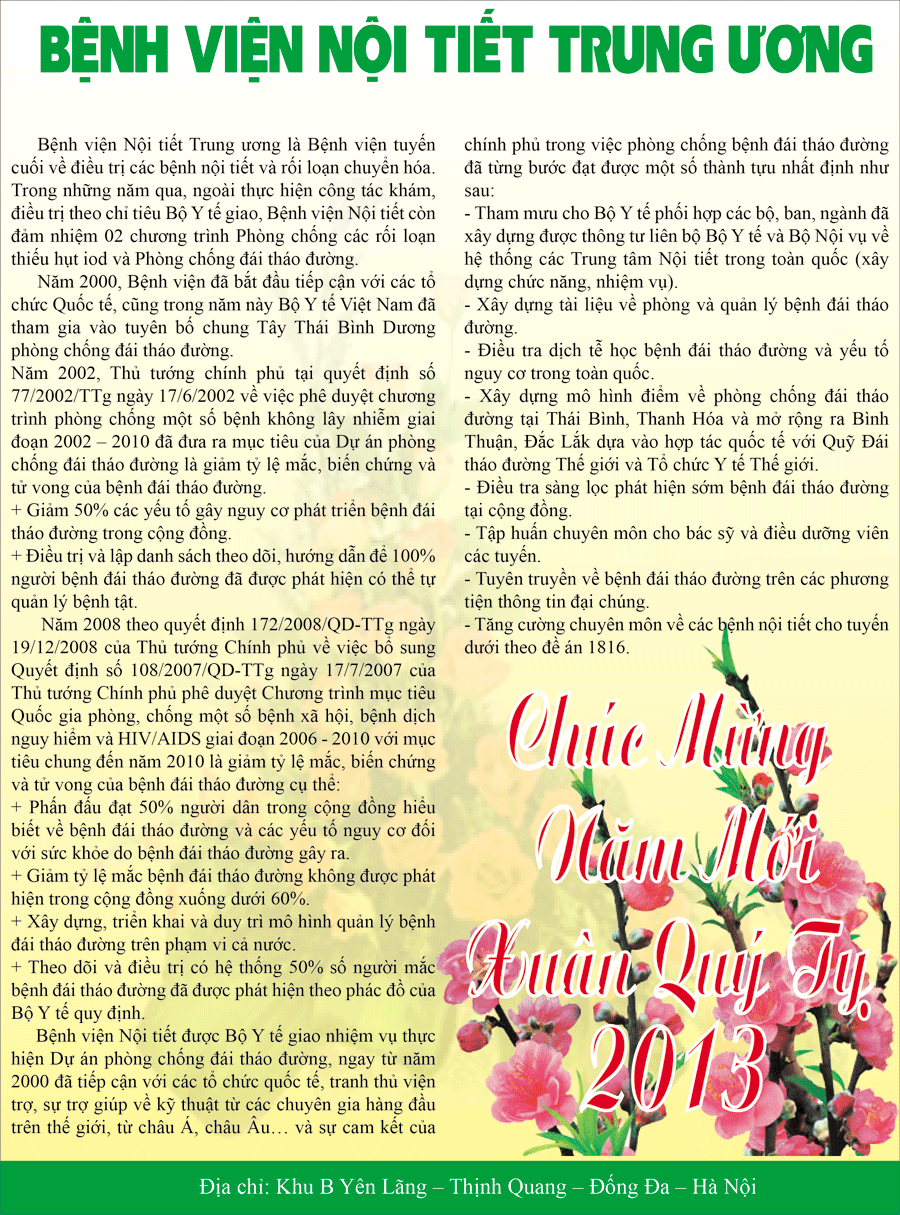 BỆNH VIỆN NỘI TIẾT TRUNG ƯƠNG
Bệnh viện Nội tiết Trung ương là Bệnh viện tuyến
cuối về điều trị các bệnh nội tiết và rối loạn chuyển hóa.
Trong những năm qua, ngoài thực hiện công tác khám,
điều trị theo chỉ tiêu Bộ Y tế giao, Bệnh viện Nội tiết còn
đảm nhiệm 02 chương trình Phòng chống các rối loạn
thiếu hụt iod và Phòng chống đái tháo đường.
Năm 2000, Bệnh viện đã bắt đầu tiếp cận với các tổ
chức Quốc tế, cũng trong năm này Bộ Y tế Việt Nam đã
tham gia vào tuyên bố chung Tây Thái Bình Dương
phòng chống đái tháo đường.
Năm 2002, Thủ tướng chính phủ tại quyết định số
77/2002/TTg ngày 17/6/2002 về việc phê duyệt chương
trình phòng chống một số bệnh không lây nhiễm giai
đoạn 2002 – 2010 đã đưa ra mục tiêu của Dự án phòng
chống đái tháo đường là giảm tỷ lệ mắc, biến chứng và
tử vong của bệnh đái tháo đường.
+ Giảm 50% các yếu tố gây nguy cơ phát triển bệnh đái
tháo đường trong cộng đồng.
+ Điều trị và lập danh sách theo dõi, hướng dẫn để 100%
người bệnh đái tháo đường đã được phát hiện có thể tự
quản lý bệnh tật.
Năm 2008 theo quyết định 172/2008/QD-TTg ngày
19/12/2008 của Thủ tướng Chính phủ về việc bổ sung
Quyết định số 108/2007/QD-TTg ngày 17/7/2007 của
Thủ tướng Chính phủ phê duyệt Chương trình mục tiêu
Quốc gia phòng, chống một số bệnh xã hội, bệnh dịch
nguy hiểm và HIV/AIDS giai đoạn 2006 - 2010 với mục
tiêu chung đến năm 2010 là giảm tỷ lệ mắc, biến chứng
và tử vong của bệnh đái tháo đường cụ thể:
+ Phấn đấu đạt 50% người dân trong cộng đồng hiểu
biết về bệnh đái tháo đường và các yếu tố nguy cơ đối
với sức khỏe do bệnh đái tháo đường gây ra.
+ Giảm tỷ lệ mắc bệnh đái tháo đường không được phát
hiện trong cộng đồng xuống dưới 60%.
+ Xây dựng, triển khai và duy trì mô hình quản lý bệnh
đái tháo đường trên phạm vi cả nước.
+ Theo dõi và điều trị có hệ thống 50% số người mắc
bệnh đái tháo đường đã được phát hiện theo phác đồ của
Bộ Y tế quy định.
Bệnh viện Nội tiết được Bộ Y tế giao nhiệm vụ thực
hiện Dự án phòng chống đái tháo đường, ngay từ năm
2000 đã tiếp cận với các tổ chức quốc tế, tranh thủ viện
trợ, sự trợ giúp về kỹ thuật từ các chuyên gia hàng đầu
trên thế giới, từ châu Á, châu Âu… và sự cam kết của
chính phủ trong việc phòng chống bệnh đái tháo đường
đã từng bước đạt được một số thành tựu nhất định như
sau:
- Tham mưu cho Bộ Y tế phối hợp các bộ, ban, ngành đã
xây dựng được thông tư liên bộ Bộ Y tế và Bộ Nội vụ về
hệ thống các Trung tâm Nội tiết trong toàn quốc (xây
dựng chức năng, nhiệm vụ).
- Xây dựng tài liệu về phòng và quản lý bệnh đái tháo
đường.
- Điều tra dịch tễ học bệnh đái tháo đường và yếu tố
nguy cơ trong toàn quốc.
- Xây dựng mô hình điểm về phòng chống đái tháo
đường tại Thái Bình, Thanh Hóa và mở rộng ra Bình
Thuận, Đắc Lắk dựa vào hợp tác quốc tế với Quỹ Đái
tháo đường Thế giới và Tổ chức Y tế Thế giới.
- Điều tra sàng lọc phát hiện sớm bệnh đái tháo đường
tại cộng đồng.
- Tập huấn chuyên môn cho bác sỹ và điều dưỡng viên
các tuyến.
- Tuyên truyền về bệnh đái tháo đường trên các phương
tiện thông tin đại chúng.
- Tăng cường chuyên môn về các bệnh nội tiết cho tuyến
dưới theo đề án 1816.
Chúc Mừng
Năm Mới
Xuân Quý Tỵ
2013
Địa chỉ: Khu B Yên Lãng – Thịnh Quang – Đống Đa – Hà Nội